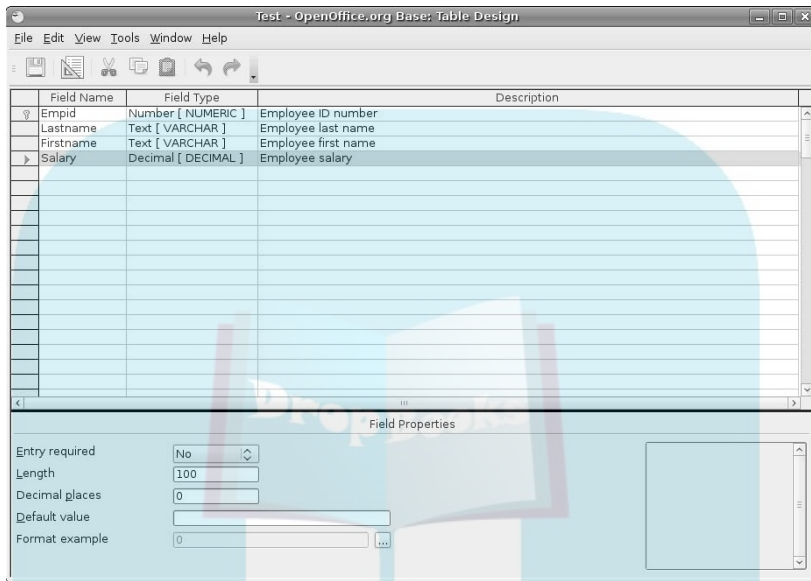 Test - OpenOffice.org Base: Table Design
File Edit View Tools Window Help
Field Name Field Type Description
Empid Number [ NUMERIC ] Employee ID number
Lastname Text [ VARCHAR ] Employee last name
Firstname Text [ VARCHAR ] Employee first name
Salary Decimal [ DECIMAL ] Employee salary
DropBooks
Field Properties
Entry required No
Length 100
Decimal places 0
Default value
Format example 0 ...